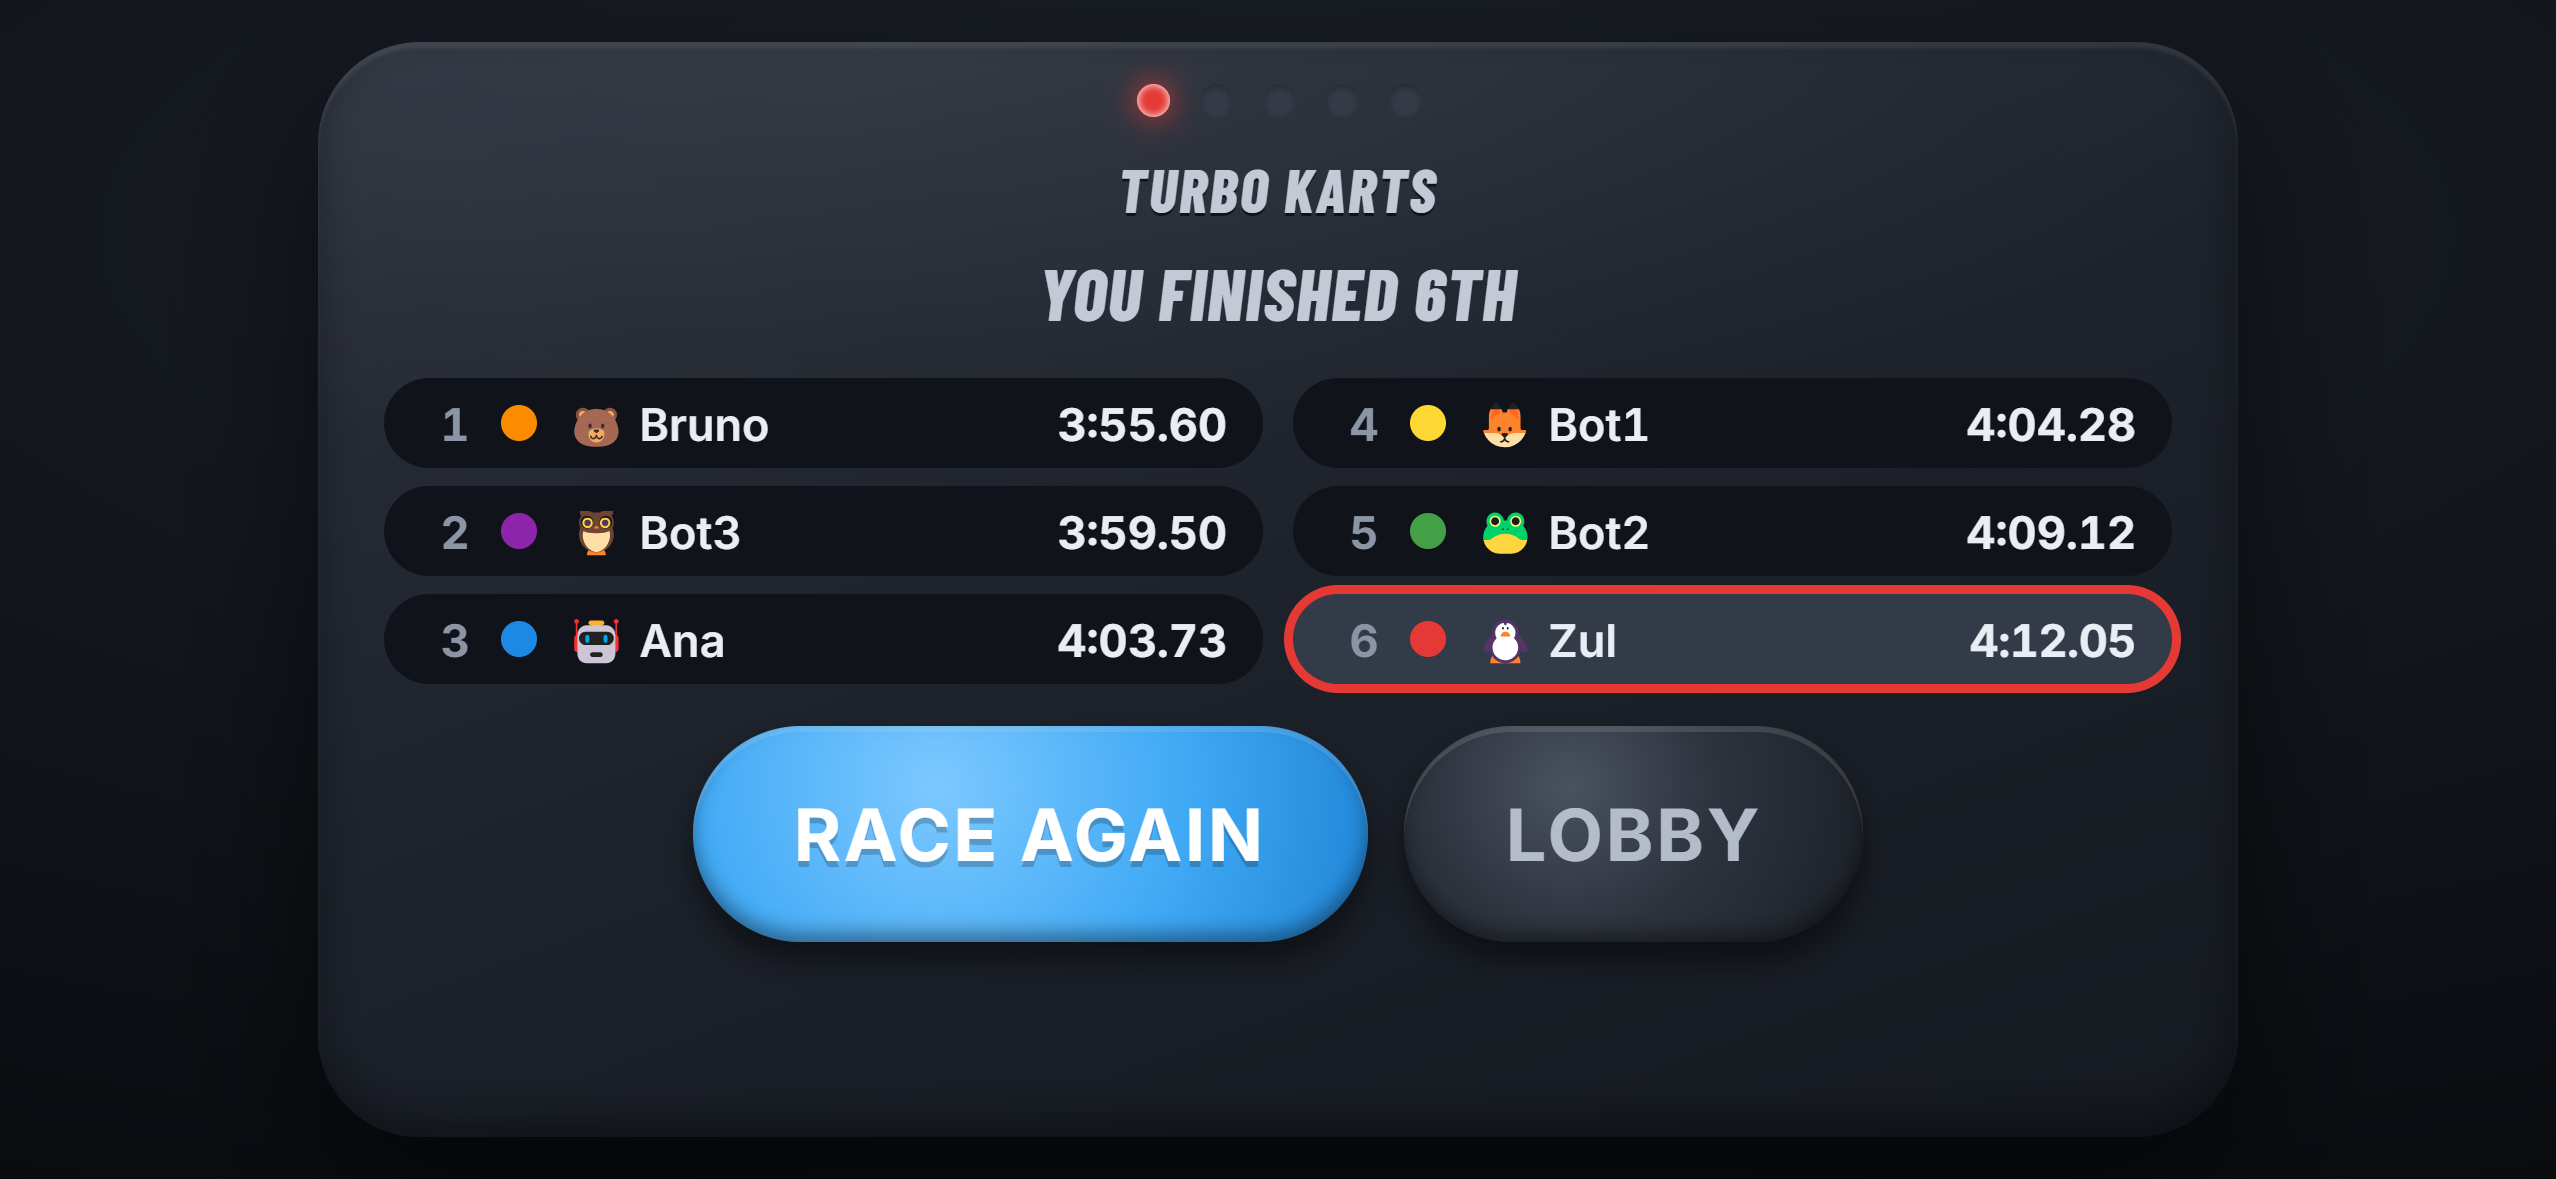 TURBO KARTS
YOU FINISHED 6TH
1 Bruno 3:55.60
2 Bot3 3:59.50
3 Ana 4:03.73
4 Bot1 4:04.28
5 Bot2 4:09.12
6 Zul 4:12.05
RACE AGAIN
LOBBY